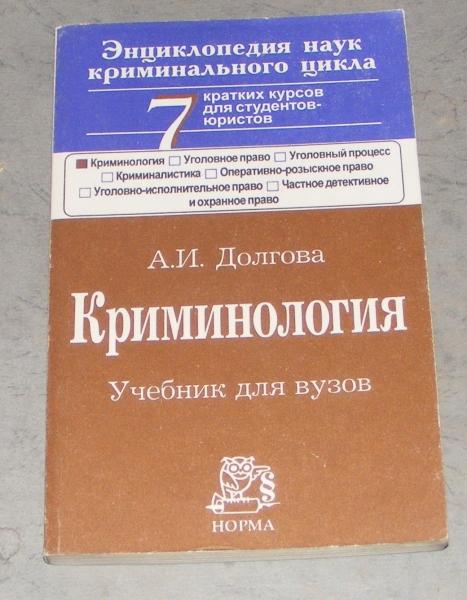 Энциклопедия наук
криминального цикла
7
кратких курсов
для студентов-
юристов
Криминология Уголовное право Уголовный процесс
Криминалистика Оперативно-розыскное право
Уголовно-исполнительное право Частное детективное
и охранное право
А.И. Долгова
Криминология
Учебник для вузов
§
НОРМА